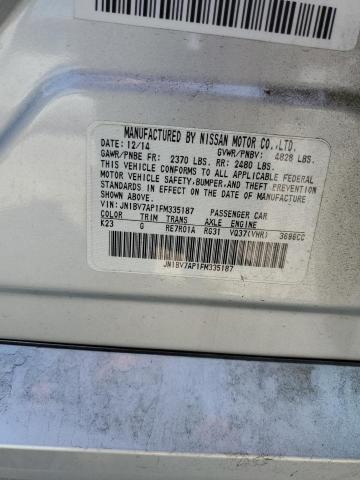 MANUFACTURED BY NISSAN MOTOR CO.,LTD.
DATE: 12/14 GVWR/PNBV: 4828 LBS.
GAWR/PNBE FR: 2370 LBS. RR: 2480 LBS.
THIS VEHICLE CONFORMS TO ALL APPLICABLE FEDERAL
MOTOR VEHICLE SAFETY,BUMPER,AND THEFT PREVENTION
STANDARDS IN EFFECT ON THE DATE OF MANUFACTURE
SHOWN ABOVE.
VIN: JN1BV7AP1FM335187 PASSENGER CAR
COLOR TRIM TRANS AXLE ENGINE
K23 G RE7R01A RG31 VQ37(VHR) 3696CC
JN1BV7AP1FM335187